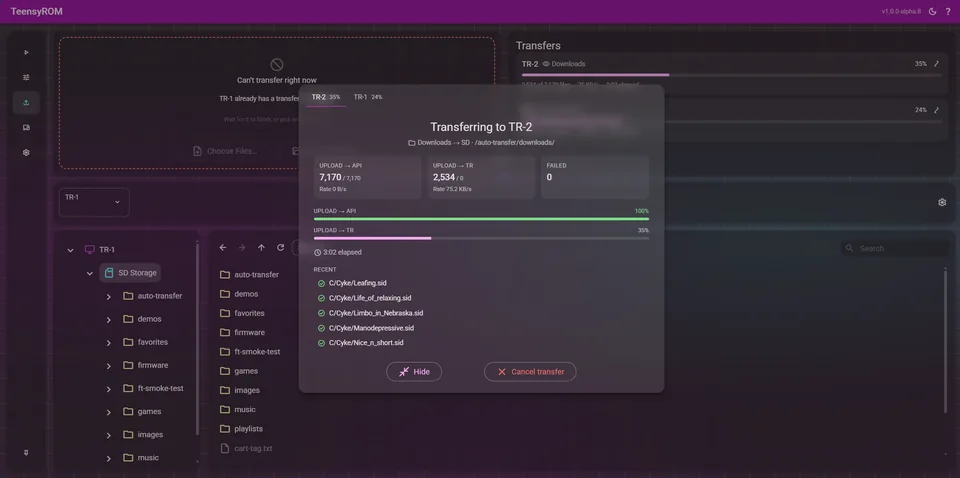 TeensyROM
v1.0.0-alpha.8
?
Can't transfer right now
TR-1 already has a transfer
Choose Files...
Transfers
TR-2 Downloads
35%
24%
TR-2 35% TR-1 24%
Transferring to TR-2
Downloads → SD · /auto-transfer/downloads/
UPLOAD → API
7,170 / 7,170
Rate 0 B/s
UPLOAD → TR
2,534 / 0
Rate 75.2 KB/s
FAILED
0
UPLOAD → API 100%
UPLOAD → TR 35%
3:02 elapsed
RECENT
C/Cyke/Leafing.sid
C/Cyke/Life_of_relaxing.sid
C/Cyke/Limbo_in_Nebraska.sid
C/Cyke/Manodepressive.sid
C/Cyke/Nice_n_short.sid
Hide
Cancel transfer
TR-1
TR-1
SD Storage
auto-transfer
demos
favorites
firmware
ft-smoke-test
games
images
music
Search
auto-transfer
demos
favorites
firmware
ft-smoke-test
games
images
music
playlists
cart-tag.txt